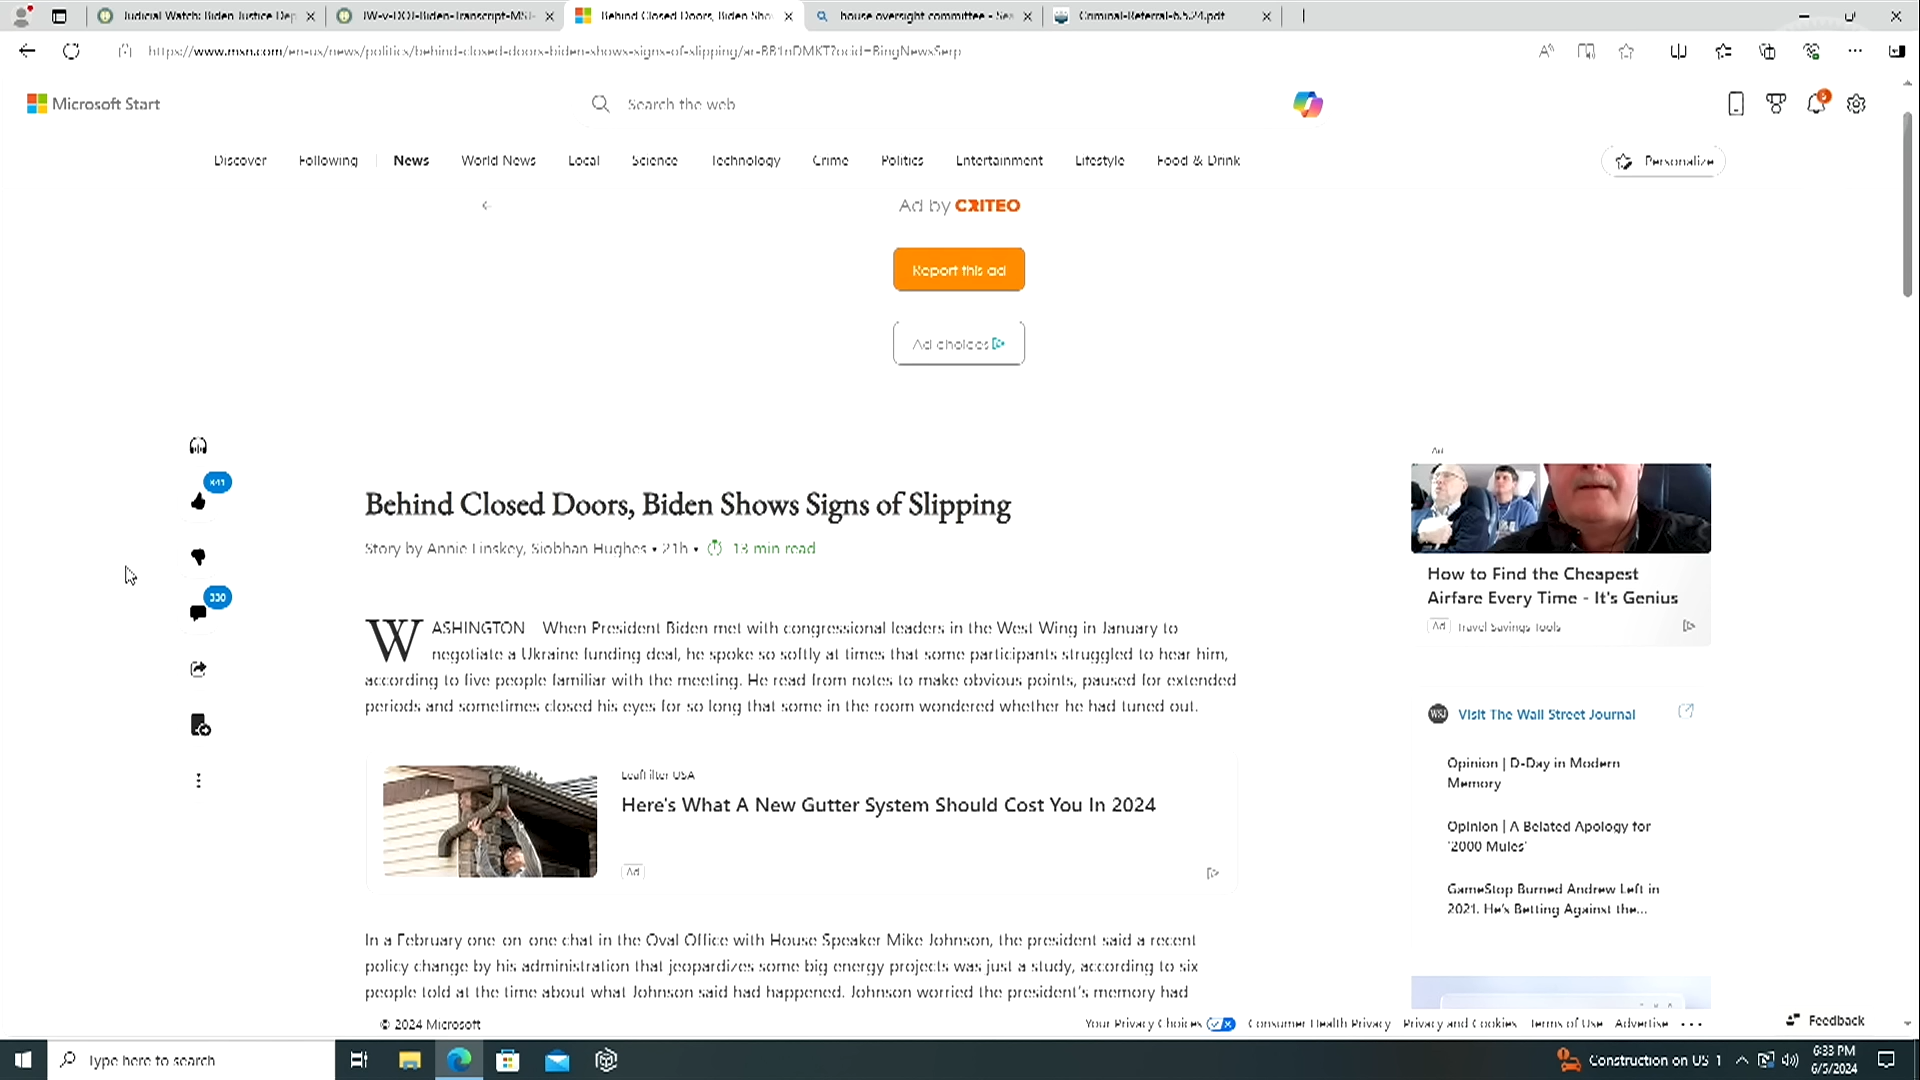 Judicial Watch: Biden Justice Dep
JW-v-DOJ-Biden-Transcript-MSJ-
Behind Closed Doors, Biden Sho
house oversight committee - Sea
Criminal-Referral-6.5.24.pdf
https://www.msn.com/en-us/news/politics/behind-closed-doors-biden-shows-signs-of-slipping/ar-BB1nDMKT?ocid=BingNewsSerp
Microsoft Start
Search the web
Discover
Following
News
World News
Local
Science
Technology
Crime
Politics
Entertainment
Lifestyle
Food & Drink
Personalize
Ad by CRITEO
Report this ad
Ad choices
Behind Closed Doors, Biden Shows Signs of Slipping
Story by Annie Linskey, Siobhan Hughes • 21h • 13 min read
330
WASHINGTON When President Biden met with congressional leaders in the West Wing in January to
negotiate a Ukraine funding deal, he spoke so softly at times that some participants struggled to hear him,
according to five people familiar with the meeting. He read from notes to make obvious points, paused for extended
periods and sometimes closed his eyes for so long that some in the room wondered whether he had tuned out.
LeafFilter USA
Here's What A New Gutter System Should Cost You In 2024
Ad
In a February one on one chat in the Oval Office with House Speaker Mike Johnson, the president said a recent
policy change by his administration that jeopardizes some big energy projects was just a study, according to six
people told at the time about what Johnson said had happened. Johnson worried the president's memory had
Ad
How to Find the Cheapest
Airfare Every Time - It's Genius
Ad Travel Savings Tools
WSJ Visit The Wall Street Journal
Opinion | D-Day in Modern
Memory
Opinion | A Belated Apology for
'2000 Mules'
GameStop Burned Andrew Left in
2021. He's Betting Against the...
© 2024 Microsoft
Your Privacy Choices
Consumer Health Privacy
Privacy and Cookies
Terms of Use
Advertise
Feedback
Type here to search
Construction on US 1
6:33 PM
6/5/2024